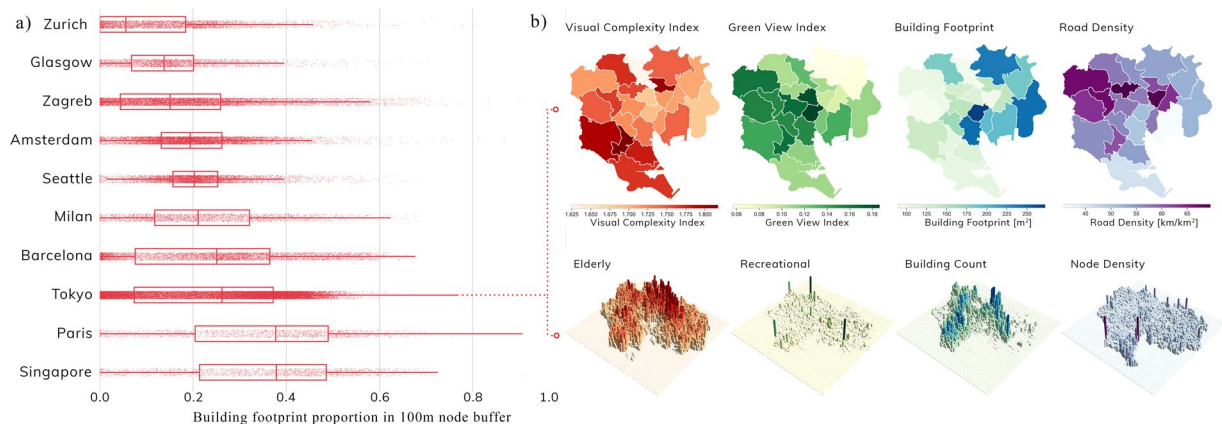 a)
Zurich
Glasgow
Zagreb
Amsterdam
Seattle
Milan
Barcelona
Tokyo
Paris
Singapore
0.0 0.2 0.4 0.6 0.8 1.0
Building footprint proportion in 100m node buffer
b)
Visual Complexity Index Green View Index Building Footprint Road Density
1.625 1.675 1.700 1.725 1.750 1.775 1.800
Visual Complexity Index
0.06 0.08 0.10 0.12 0.14 0.16 0.18
Green View Index
100 125 150 175 200 225 250
Building Footprint [m²]
45 50 55 60 65
Road Density [km/km²]
Elderly Recreational Building Count Node Density